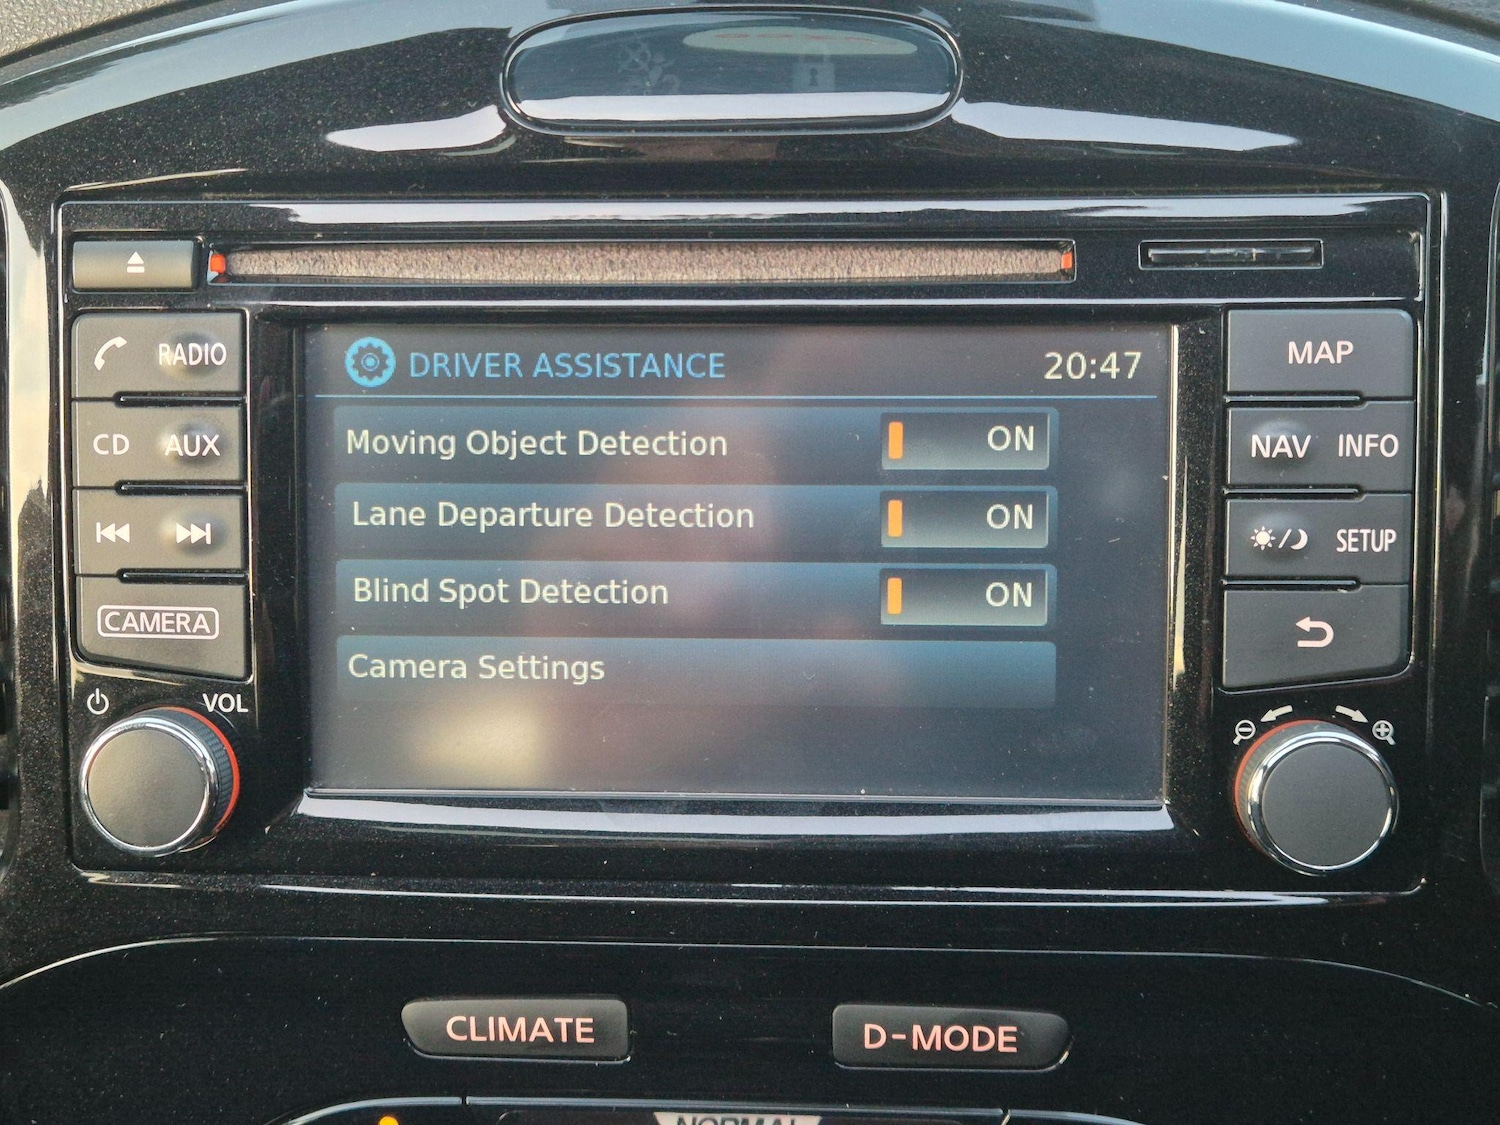 RADIO
CD AUX
CAMERA
VOL
DRIVER ASSISTANCE 20:47
Moving Object Detection ON
Lane Departure Detection ON
Blind Spot Detection ON
Camera Settings
MAP
NAV INFO
SETUP
CLIMATE
D-MODE
NORMAL